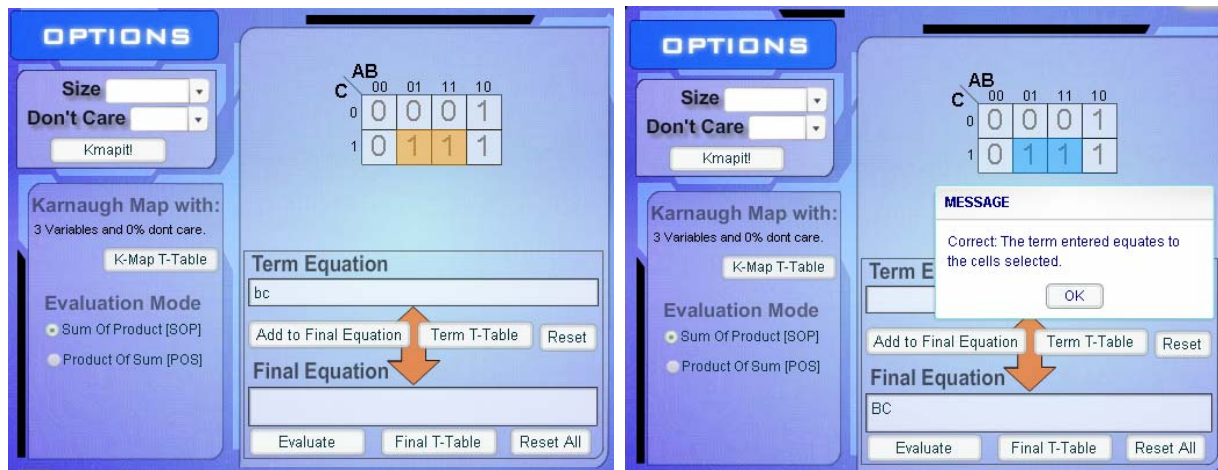 OPTIONS
Size
Don't Care
Kmapit!
Karnaugh Map with:
3 Variables and 0% dont care.
K-Map T-Table
Evaluation Mode
Sum Of Product [SOP]
Product Of Sum [POS]
AB
C 00 01 11 10
0 0 0 0 1
1 0 1 1 1
Term Equation
bc
Add to Final Equation Term T-Table Reset
Final Equation
Evaluate Final T-Table Reset All
OPTIONS
Size
Don't Care
Kmapit!
Karnaugh Map with:
3 Variables and 0% dont care.
K-Map T-Table
Evaluation Mode
Sum Of Product [SOP]
Product Of Sum [POS]
AB
C 00 01 11 10
0 0 0 0 1
1 0 1 1 1
MESSAGE
Correct: The term entered equates to
the cells selected.
OK
Term E
Add to Final Equation Term T-Table Reset
Final Equation
BC
Evaluate Final T-Table Reset All